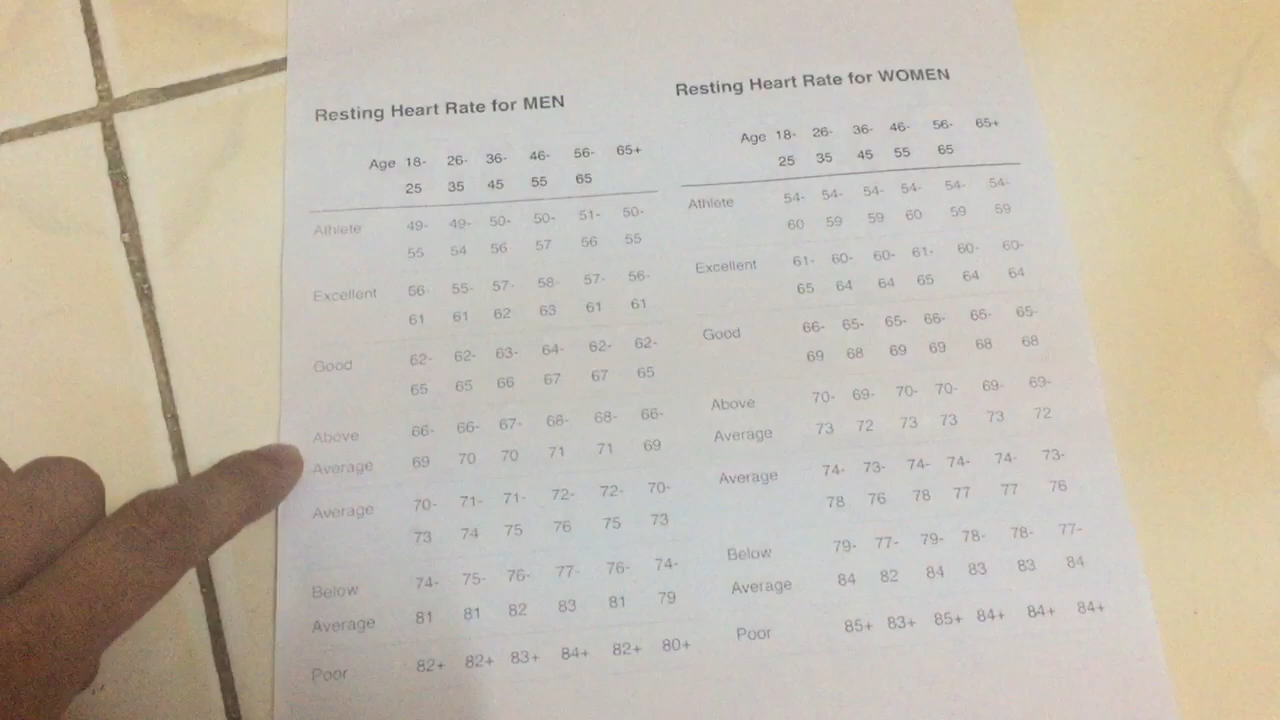 Resting Heart Rate for MEN
Age 18- 26- 36- 46- 56- 65+
25 35 45 55 65
Athlete 49- 49- 50- 50- 51- 50-
55 54 56 57 56 55
Excellent 56 55- 57- 58- 57- 56-
61 61 62 63 61 61
Good 62- 62- 63- 64- 62- 62-
65 65 66 67 67 65
Above 66- 66- 67- 68- 68- 66-
Average 69 70 70 71 71 69
Average 70- 71- 71- 72- 72- 70-
73 74 75 76 75 73
Below 74- 75- 76- 77- 76- 74-
Average 81 81 82 83 81 79
Poor 82+ 82+ 83+ 84+ 82+ 80+
Resting Heart Rate for WOMEN
Age 18- 26- 36- 46- 56- 65+
25 35 45 55 65
Athlete 54- 54- 54- 54- 54- 54-
60 59 59 60 59 59
Excellent 61- 60- 60- 61- 60- 60-
65 64 64 65 64 64
Good 66- 65- 65- 66- 65- 65-
69 68 69 69 68 68
Above 70- 69- 70- 70- 69- 69-
Average 73 72 73 73 73 72
Average 74- 73- 74- 74- 74- 73-
78 76 78 77 77 76
Below 79- 77- 79- 78- 78- 77-
Average 84 82 84 83 83 84
Poor 85+ 83+ 85+ 84+ 84+ 84+